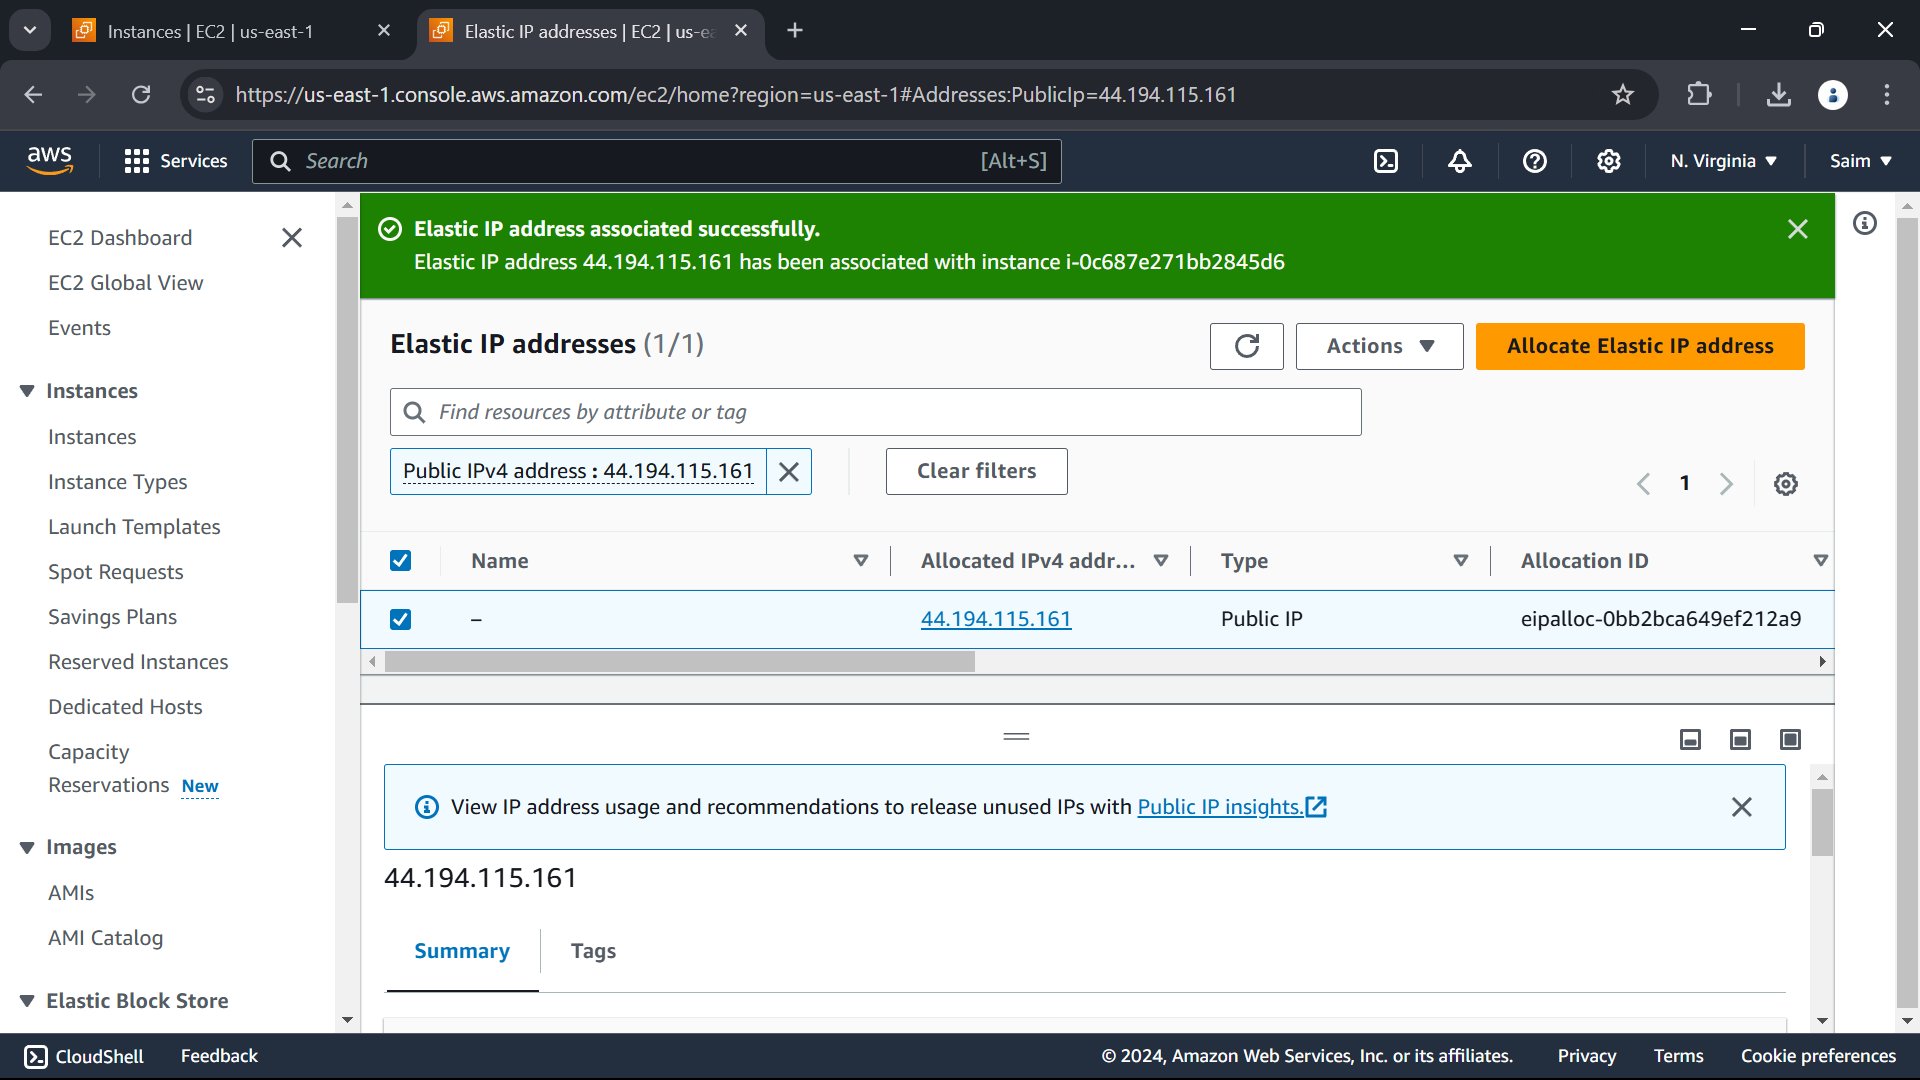 Instances | EC2 | us-east-1
Elastic IP addresses | EC2 | us-ea
https://us-east-1.console.aws.amazon.com/ec2/home?region=us-east-1#Addresses:PublicIp=44.194.115.161
aws
Services
Search
[Alt+S]
N. Virginia
Saim
EC2 Dashboard
EC2 Global View
Events
Instances
Instances
Instance Types
Launch Templates
Spot Requests
Savings Plans
Reserved Instances
Dedicated Hosts
Capacity
Reservations New
Images
AMIs
AMI Catalog
Elastic Block Store
Elastic IP address associated successfully.
Elastic IP address 44.194.115.161 has been associated with instance i-0c687e271bb2845d6
Elastic IP addresses (1/1)
Actions
Allocate Elastic IP address
Find resources by attribute or tag
Public IPv4 address : 44.194.115.161
Clear filters
1
Name
Allocated IPv4 addr...
Type
Allocation ID
–
44.194.115.161
Public IP
eipalloc-0bb2bca649ef212a9
View IP address usage and recommendations to release unused IPs with Public IP insights.
44.194.115.161
Summary
Tags
CloudShell
Feedback
© 2024, Amazon Web Services, Inc. or its affiliates.
Privacy
Terms
Cookie preferences